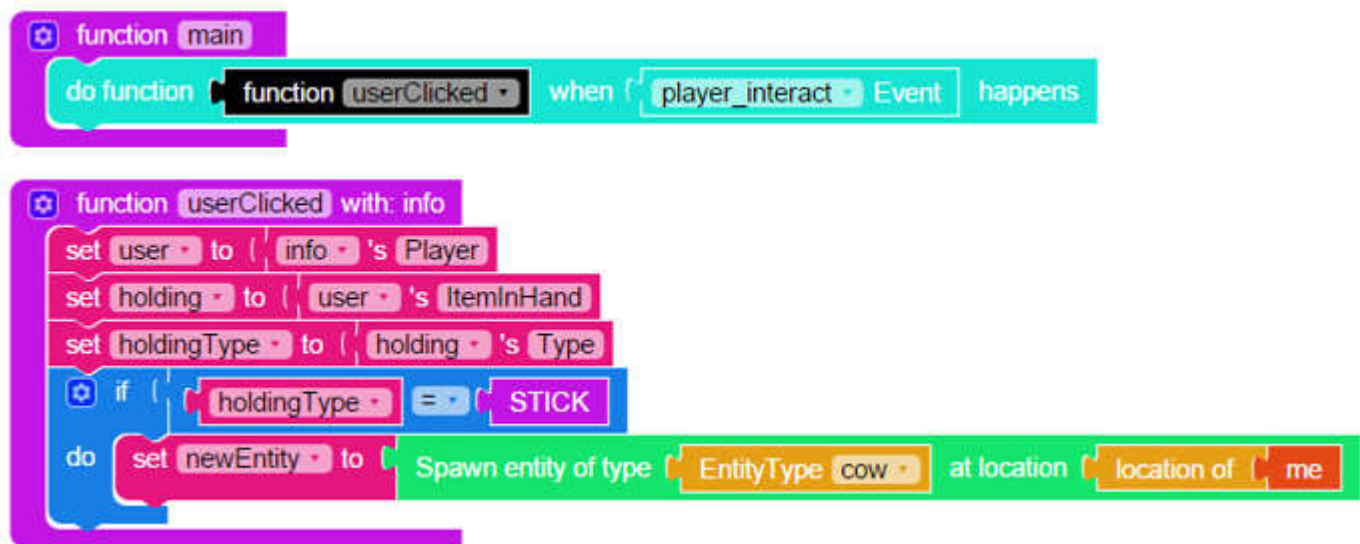 function main
do function function userClicked when player_interact Event happens
function userClicked with: info
set user to info 's Player
set holding to user 's ItemInHand
set holdingType to holding 's Type
if holdingType = STICK
do set newEntity to Spawn entity of type EntityType cow at location location of me